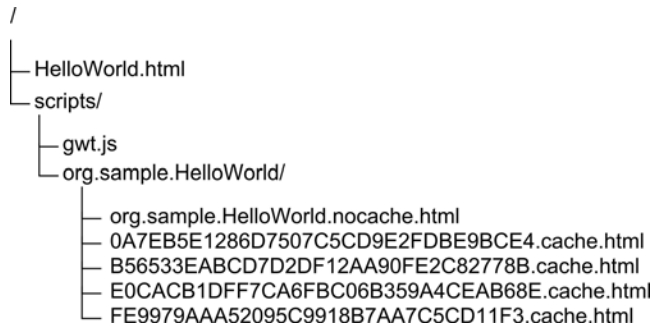 /
HelloWorld.html
scripts/
gwt.js
org.sample.HelloWorld/
org.sample.HelloWorld.nocache.html
0A7EB5E1286D7507C5CD9E2FDBE9BCE4.cache.html
B56533EABCD7D2DF12AA90FE2C82778B.cache.html
E0CACB1DFF7CA6FBC06B359A4CEAB68E.cache.html
FE9979AAA52095C9918B7AA7C5CD11F3.cache.html